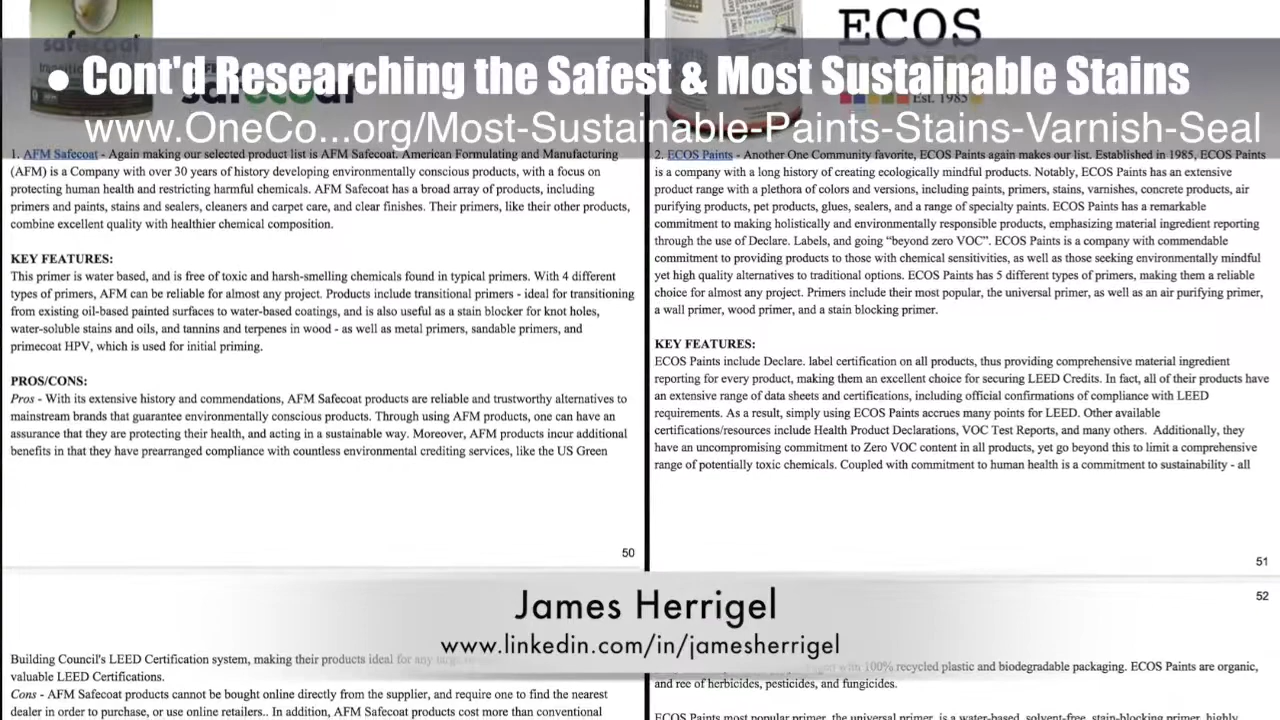 safecoat
ECOS
• Cont'd Researching the Safest & Most Sustainable Stains
safecoat
Est. 1985
www.OneCo...org/Most-Sustainable-Paints-Stains-Varnish-Seal
1. AFM Safecoat - Again making our selected product list is AFM Safecoat. American Formulating and Manufacturing
(AFM) is a Company with over 30 years of history developing environmentally conscious products, with a focus on
protecting human health and restricting harmful chemicals. AFM Safecoat has a broad array of products, including
primers and paints, stains and sealers, cleaners and carpet care, and clear finishes. Their primers, like their other products,
combine excellent quality with healthier chemical composition.
KEY FEATURES:
This primer is water based, and is free of toxic and harsh-smelling chemicals found in typical primers. With 4 different
types of primers, AFM can be reliable for almost any project. Products include transitional primers - ideal for transitioning
from existing oil-based painted surfaces to water-based coatings, and is also useful as a stain blocker for knot holes,
water-soluble stains and oils, and tannins and terpenes in wood - as well as metal primers, sandable primers, and
primecoat HPV, which is used for initial priming.
PROS/CONS:
Pros - With its extensive history and commendations, AFM Safecoat products are reliable and trustworthy alternatives to
mainstream brands that guarantee environmentally conscious products. Through using AFM products, one can have an
assurance that they are protecting their health, and acting in a sustainable way. Moreover, AFM products incur additional
benefits in that they have prearranged compliance with countless environmental crediting services, like the US Green
50
2. ECOS Paints - Another One Community favorite, ECOS Paints again makes our list. Established in 1985, ECOS Paints
is a company with a long history of creating ecologically mindful products. Notably, ECOS Paints has an extensive
product range with a plethora of colors and versions, including paints, primers, stains, varnishes, concrete products, air
purifying products, pet products, glues, sealers, and a range of specialty paints. ECOS Paints has a remarkable
commitment to making holistically and environmentally responsible products, emphasizing material ingredient reporting
through the use of Declare. Labels, and going “beyond zero VOC”. ECOS Paints is a company with commendable
commitment to providing products to those with chemical sensitivities, as well as those seeking environmentally mindful
yet high quality alternatives to traditional options. ECOS Paints has 5 different types of primers, making them a reliable
choice for almost any project. Primers include their most popular, the universal primer, as well as an air purifying primer,
a wall primer, wood primer, and a stain blocking primer.
KEY FEATURES:
ECOS Paints include Declare. label certification on all products, thus providing comprehensive material ingredient
reporting for every product, making them an excellent choice for securing LEED Credits. In fact, all of their products have
an extensive range of data sheets and certifications, including official confirmations of compliance with LEED
requirements. As a result, simply using ECOS Paints accrues many points for LEED. Other available
certifications/resources include Health Product Declarations, VOC Test Reports, and many others. Additionally, they
have an uncompromising commitment to Zero VOC content in all products, yet go beyond this to limit a comprehensive
range of potentially toxic chemicals. Coupled with commitment to human health is a commitment to sustainability - all
51
James Herrigel
www.linkedin.com/in/jamesherrigel
Building Council's LEED Certification system, making their products ideal for any
valuable LEED Certifications.
Cons - AFM Safecoat products cannot be bought online directly from the supplier, and require one to find the nearest
dealer in order to purchase, or use online retailers.. In addition, AFM Safecoat products cost more than conventional
52
with 100% recycled plastic and biodegradable packaging. ECOS Paints are organic,
and ree of herbicides, pesticides, and fungicides.
ECOS Paints most popular primer, the universal primer, is a water-based, solvent-free, stain-blocking primer, highly